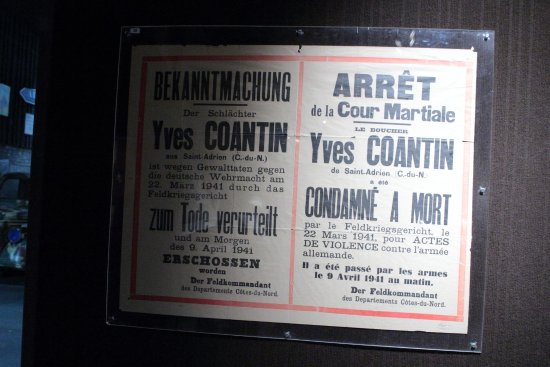 BEKANNTMACHUNG
Der Schlächter
Yves COANTIN
aus Saint-Adrien (C.-du-N.)
ist wegen Gewalttaten gegen
die deutsche Wehrmacht am
22. März 1941 durch das
Feldkriegsgericht
zum Tode verurteilt
und am Morgen
des 9. April 1941
ERSCHOSSEN
worden
Der Feldkommandant
des Departements Côtes-du-Nord.
ARRÊT
de la Cour Martiale
LE BOUCHER
Yves COANTIN
de Saint-Adrien (C.-du-N.
a été
CONDAMNÉ A MORT
par le Feldkriegsgericht, le
22 Mars 1941, pour ACTES
DE VIOLENCE contre l'armée
allemande.
Il a été passé par les armes
le 9 Avril 1941 au matin.
Der Feldkommandant
des Departements Côtes-du-Nord.